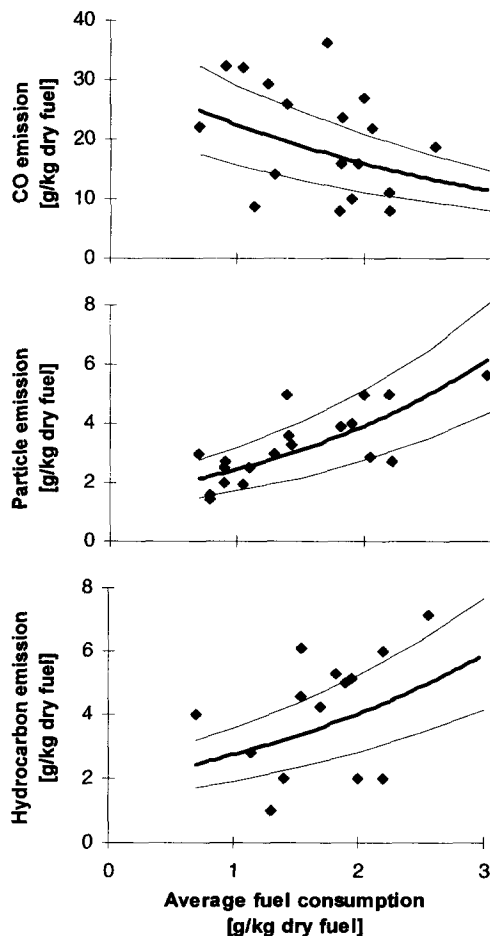 CO emission
[g/kg dry fuel]
40
30
20
10
0
Particle emission
[g/kg dry fuel]
8
6
4
2
0
Hydrocarbon emission
[g/kg dry fuel]
8
6
4
2
0
0 1 2 3
Average fuel consumption
[g/kg dry fuel]